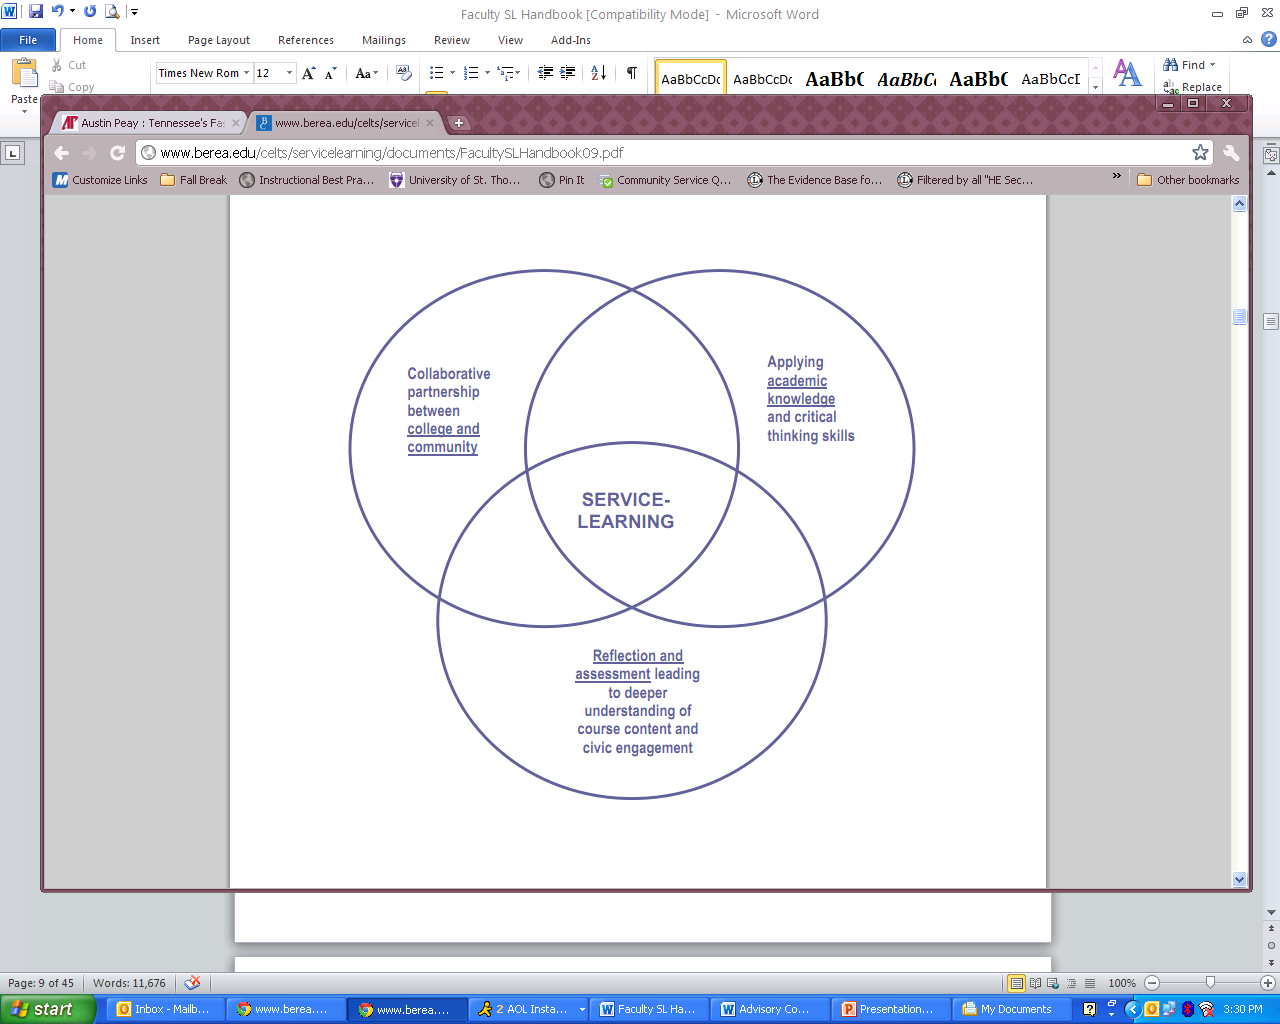 Faculty SL Handbook [Compatibility Mode] - Microsoft Word
File Home Insert Page Layout References Mailings Review View Add-Ins
Cut
Copy
Paste
Times New Rom 12
AaBbCcDc AaBbCcDc AaBbC AaBbCc AaBbC AaBbCcI
Find
Replace
Austin Peay : Tennessee's Fas
www.berea.edu/celts/servicel
www.berea.edu/celts/servicelearning/documents/FacultySLHandbook09.pdf
Customize Links Fall Break Instructional Best Pra... University of St. Tho... Pin It Community Service Q... The Evidence Base fo... Filtered by all "HE Sec... » Other bookmarks
Collaborative
partnership
between
college and
community
Applying
academic
knowledge
and critical
thinking skills
SERVICE-
LEARNING
Reflection and
assessment leading
to deeper
understanding of
course content and
civic engagement
Page: 9 of 45 Words: 11,676 100%
start Inbox - Mailb... www.berea.... www.berea.... 2 AOL Insta... Faculty SL Ha... Advisory Co... Presentation... My Documents 3:30 PM